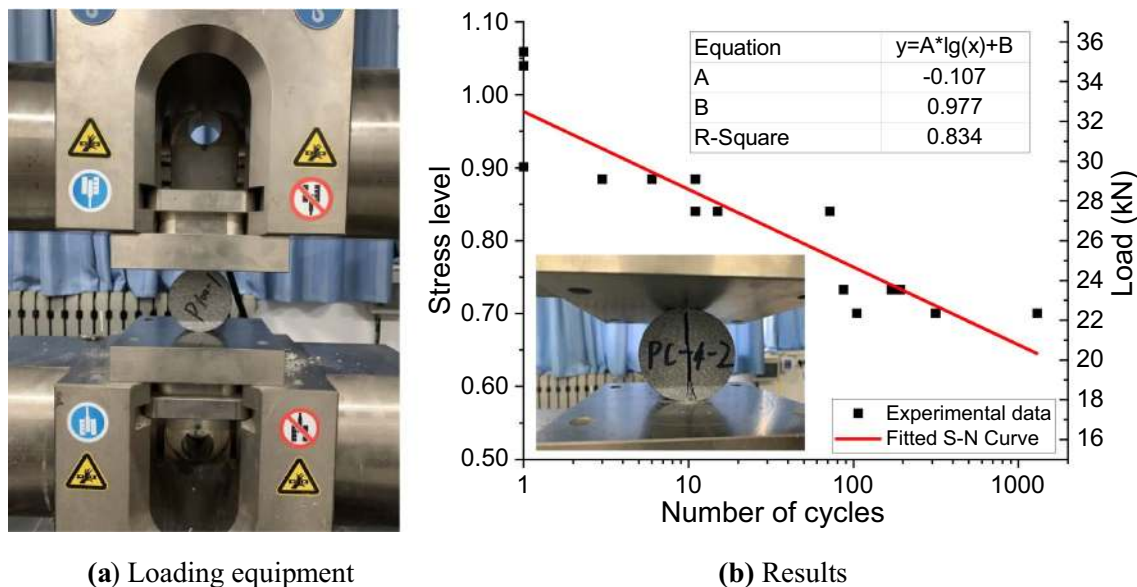 P
PC-4-2
1.10
1.00
0.90
0.80
0.70
0.60
0.50
Stress level
Equation y=A*lg(x)+B
A -0.107
B 0.977
R-Square 0.834
Experimental data
Fitted S-N Curve
36
34
32
30
28
26
24
22
20
18
16
Load (kN)
1 10 100 1000
Number of cycles
(a) Loading equipment
(b) Results